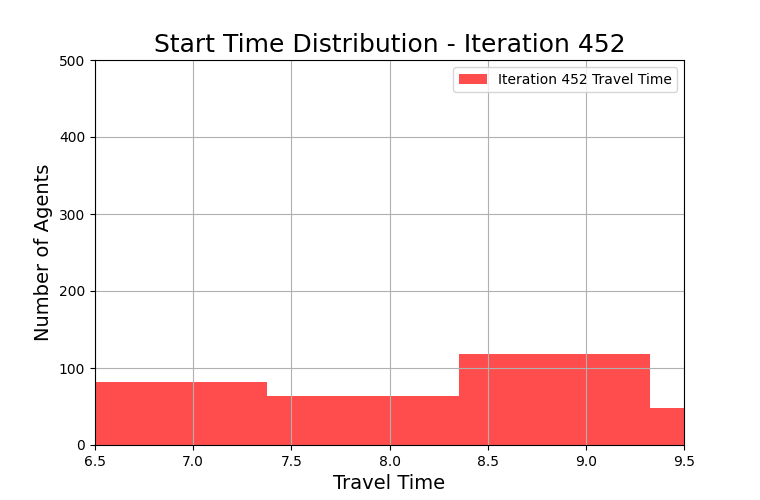 Start Time Distribution - Iteration 452
500
400
300
200
100
0
Number of Agents
Iteration 452 Travel Time
6.5 7.0 7.5 8.0 8.5 9.0 9.5
Travel Time